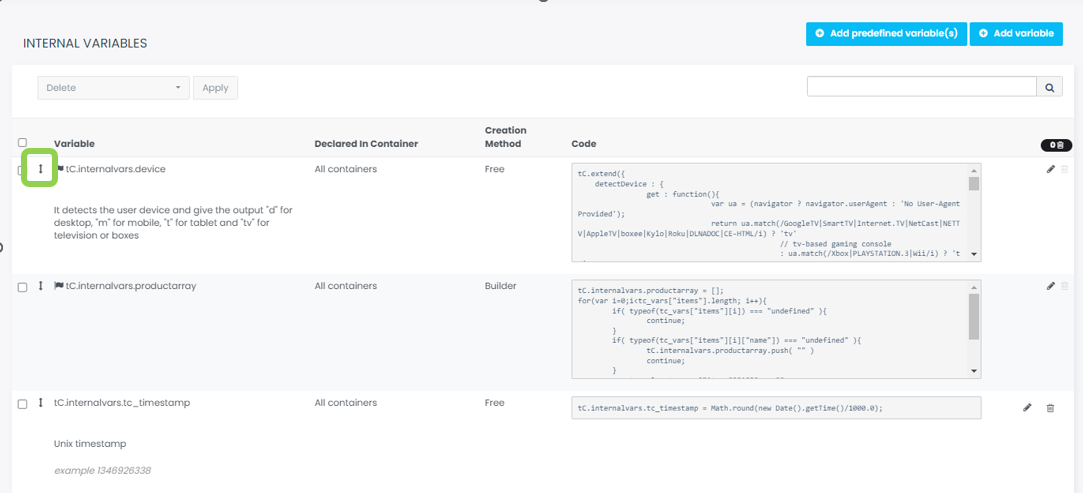 Add predefined variable(s)
Add variable
INTERNAL VARIABLES
Delete
Apply
Variable
Declared In Container
Creation
Method
Code
0
tC.internalvars.device
All containers
Free
tC.extend({
detectDevice : {
get : function(){
var ua = (navigator ? navigator.userAgent : 'No User-Agent
Provided');
return ua.match(/GoogleTV|SmartTV|Internet.TV|NetCast|NETT
V|AppleTV|boxee|Kylo|Roku|DLNADOC|CE-HTML/i) ? 'tv'
// tv-based gaming console
: ua.match(/Xbox|PLAYSTATION.3|Wii/i) ? 't
It detects the user device and give the output "d" for
desktop, "m" for mobile, "t" for tablet and "tv" for
television or boxes
tC.internalvars.productarray
All containers
Builder
tC.internalvars.productarray = [];
for(var i=0;i<tc_vars["items"].length; i++){
if( typeof(tc_vars["items"][i]) === "undefined" ){
continue;
}
if( typeof(tc_vars["items"][i]["name"]) === "undefined" ){
tC.internalvars.productarray.push( "" )
continue;
}
tC.internalvars.tc_timestamp
All containers
Free
tC.internalvars.tc_timestamp = Math.round(new Date().getTime()/1000.0);
Unix timestamp
example 1346926338